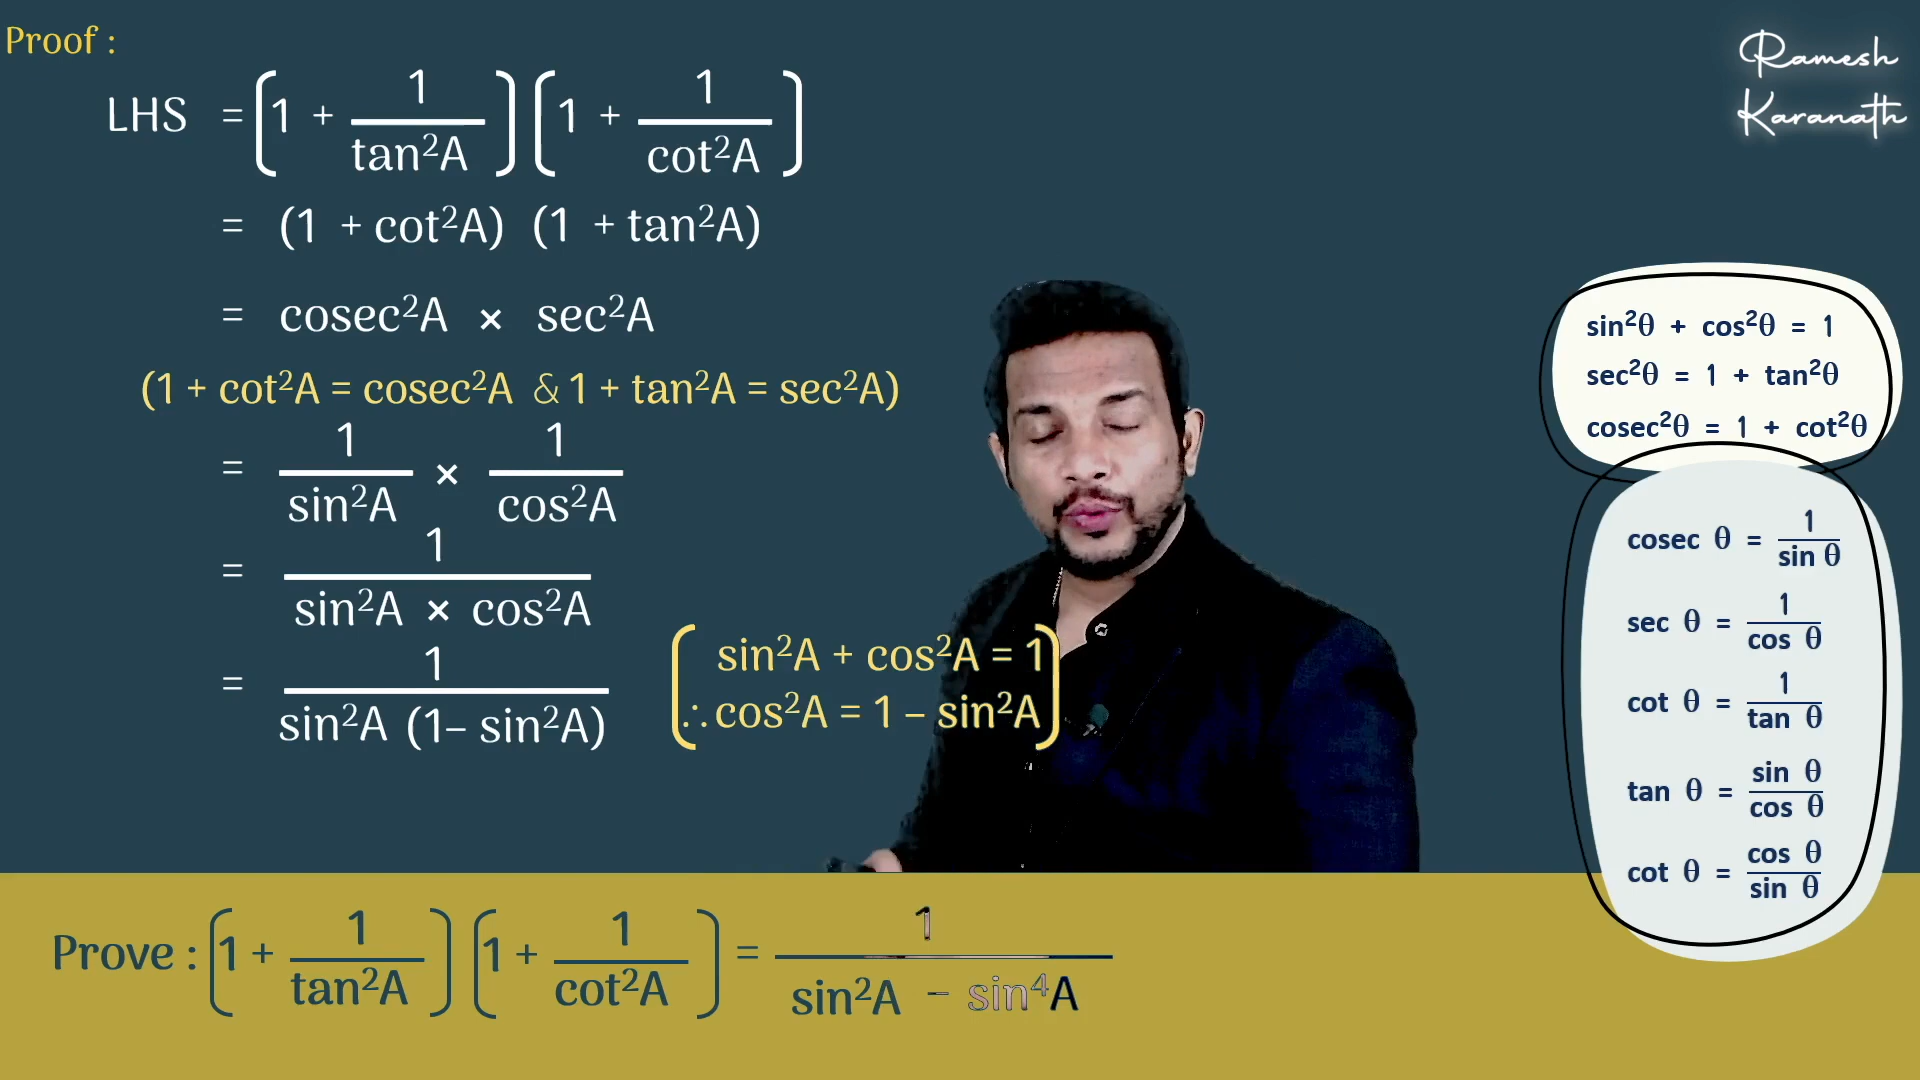 Proof :
Ramesh
Karanath
LHS = (1 + 1/tan²A) (1 + 1/cot²A)
= (1 + cot²A) (1 + tan²A)
= cosec²A × sec²A
(1 + cot²A = cosec²A & 1 + tan²A = sec²A)
= 1/sin²A × 1/cos²A
= 1/(sin²A × cos²A)
= 1/(sin²A (1– sin²A))
sin²A + cos²A = 1
∴ cos²A = 1 – sin²A
sin²θ + cos²θ = 1
sec²θ = 1 + tan²θ
cosec²θ = 1 + cot²θ
cosec θ = 1/sin θ
sec θ = 1/cos θ
cot θ = 1/tan θ
tan θ = sin θ/cos θ
cot θ = cos θ/sin θ
Prove : (1 + 1/tan²A) (1 + 1/cot²A) = 1/(sin²A – sin⁴A)